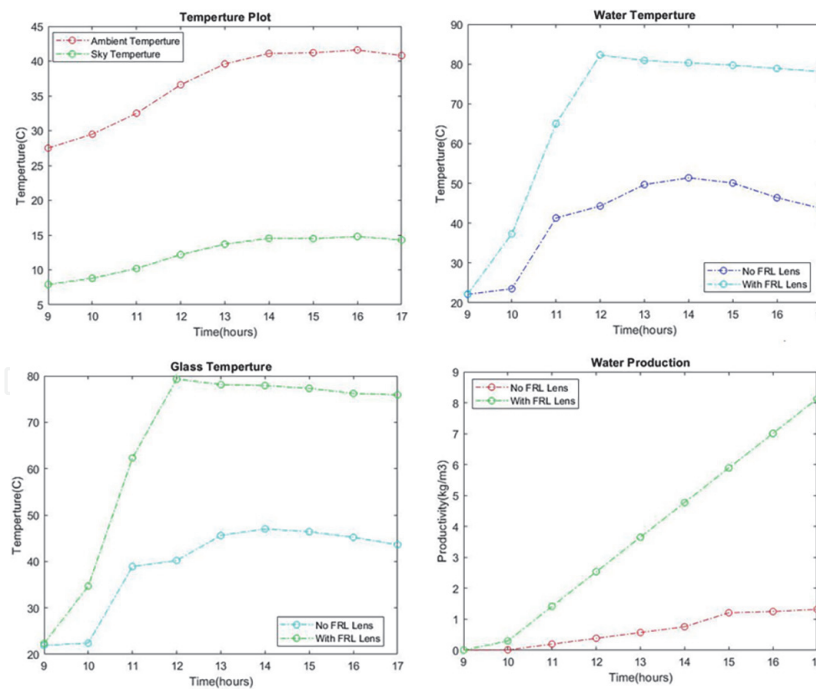 Temperture Plot
45
40
35
30
25
20
15
10
5
Temperture(C)
Ambient Temperture
Sky Temperture
9 10 11 12 13 14 15 16 17
Time(hours)
Water Temperture
90
80
70
60
50
40
30
20
Temperture(C)
No FRL Lens
With FRL Lens
9 10 11 12 13 14 15 16
Time(hours)
Glass Temperture
80
70
60
50
40
30
20
Temperture(C)
No FRL Lens
With FRL Lens
9 10 11 12 13 14 15 16 17
Time(hours)
Water Production
9
8
7
6
5
4
3
2
1
0
Productivity(kg/m3)
No FRL Lens
With FRL Lens
9 10 11 12 13 14 15 16
Time(hours)